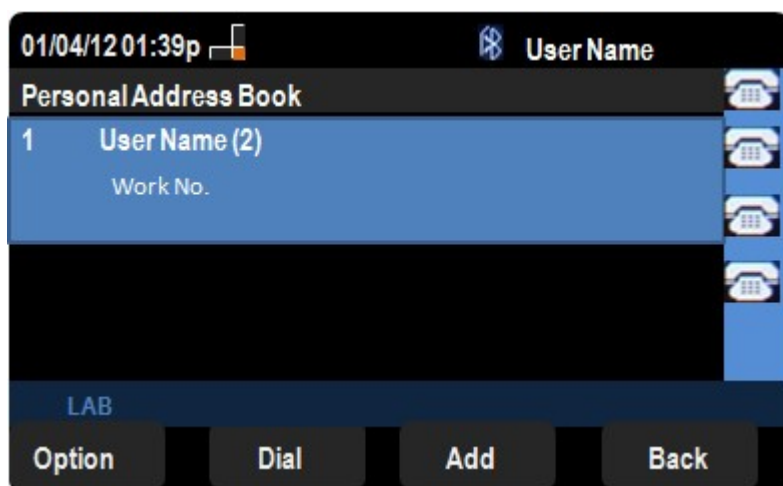 01/04/12 01:39p User Name
Personal Address Book
1 User Name (2)
Work No.
LAB
Option Dial Add Back